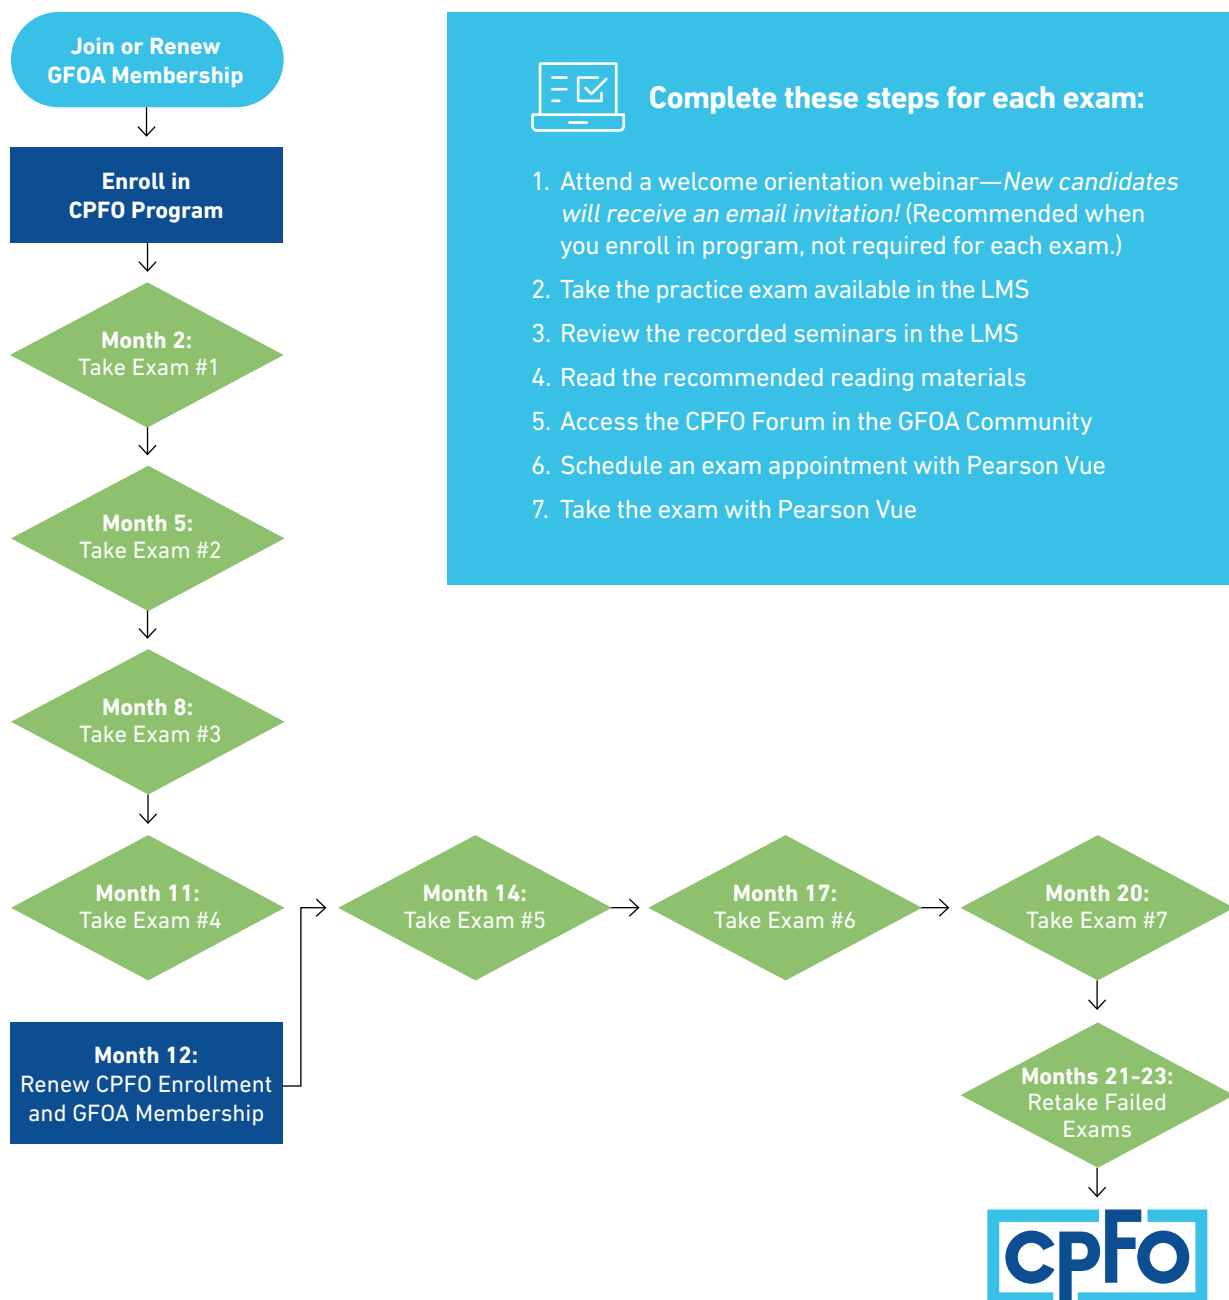 Join or Renew
GFOA Membership
Enroll in
CPFO Program
Month 2:
Take Exam #1
Month 5:
Take Exam #2
Month 8:
Take Exam #3
Month 11:
Take Exam #4
Month 12:
Renew CPFO Enrollment
and GFOA Membership
Month 14:
Take Exam #5
Month 17:
Take Exam #6
Month 20:
Take Exam #7
Months 21-23:
Retake Failed
Exams
CPFO
Complete these steps for each exam:
1. Attend a welcome orientation webinar—New candidates
will receive an email invitation! (Recommended when
you enroll in program, not required for each exam.)
2. Take the practice exam available in the LMS
3. Review the recorded seminars in the LMS
4. Read the recommended reading materials
5. Access the CPFO Forum in the GFOA Community
6. Schedule an exam appointment with Pearson Vue
7. Take the exam with Pearson Vue